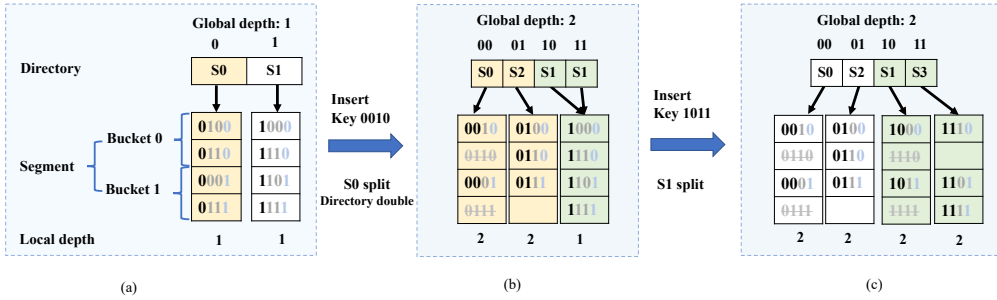 Global depth: 1
0 1
Directory
S0 S1
Segment
Bucket 0
Bucket 1
0100 1000
0110 1110
0001 1101
0111 1111
Local depth
1 1
(a)
Insert
Key 0010
S0 split
Directory double
Global depth: 2
00 01 10 11
S0 S2 S1 S1
0010 0100 1000
0110 0110 1110
0001 0111 1101
0111 1111
2 2 1
(b)
Insert
Key 1011
S1 split
Global depth: 2
00 01 10 11
S0 S2 S1 S3
0010 0100 1000 1110
0110 0110 1110
0001 0111 1011 1101
0111 1111 1111
2 2 2 2
(c)